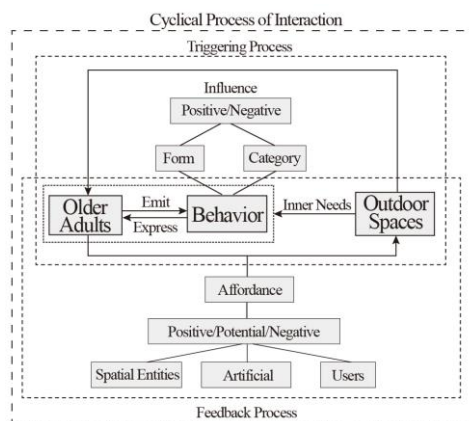 Cyclical Process of Interaction
Triggering Process
Influence
Positive/Negative
Form
Category
Older
Adults
Emit
Express
Behavior
Inner Needs
Outdoor
Spaces
Affordance
Positive/Potential/Negative
Spatial Entities
Artificial
Users
Feedback Process